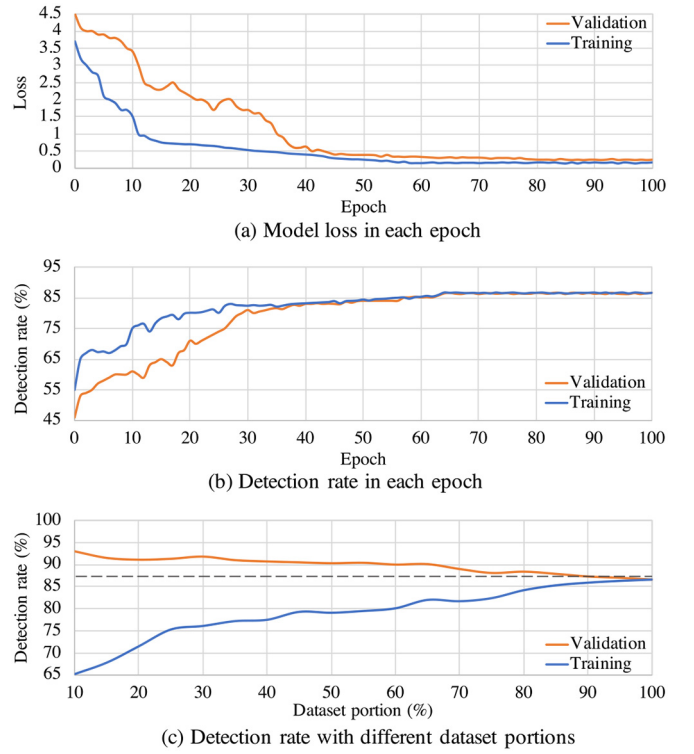 4.5
4
3.5
3
2.5
2
1.5
1
0.5
0
Loss
Validation
Training
0 10 20 30 40 50 60 70 80 90 100
Epoch
(a) Model loss in each epoch
95
85
75
65
55
45
Detection rate (%)
Validation
Training
0 10 20 30 40 50 60 70 80 90 100
Epoch
(b) Detection rate in each epoch
100
95
90
85
80
75
70
65
Detection rate (%)
Validation
Training
10 20 30 40 50 60 70 80 90 100
Dataset portion (%)
(c) Detection rate with different dataset portions